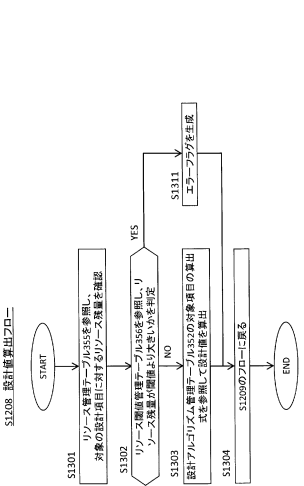 S1208 設計値算出フロー
START
S1301
リソース管理テーブル355を参照し、
対象の設計項目に対するリソース残量を確認
S1302
リソース閾値管理テーブル356を参照し、リ
ソース残量が閾値より大きいかを判定
YES
NO
S1311
エラーフラグを生成
S1303
設計アルゴリズム管理テーブル352の対象項目の算出
式を参照して設計値を算出
S1304
S1209のフローに戻る
END